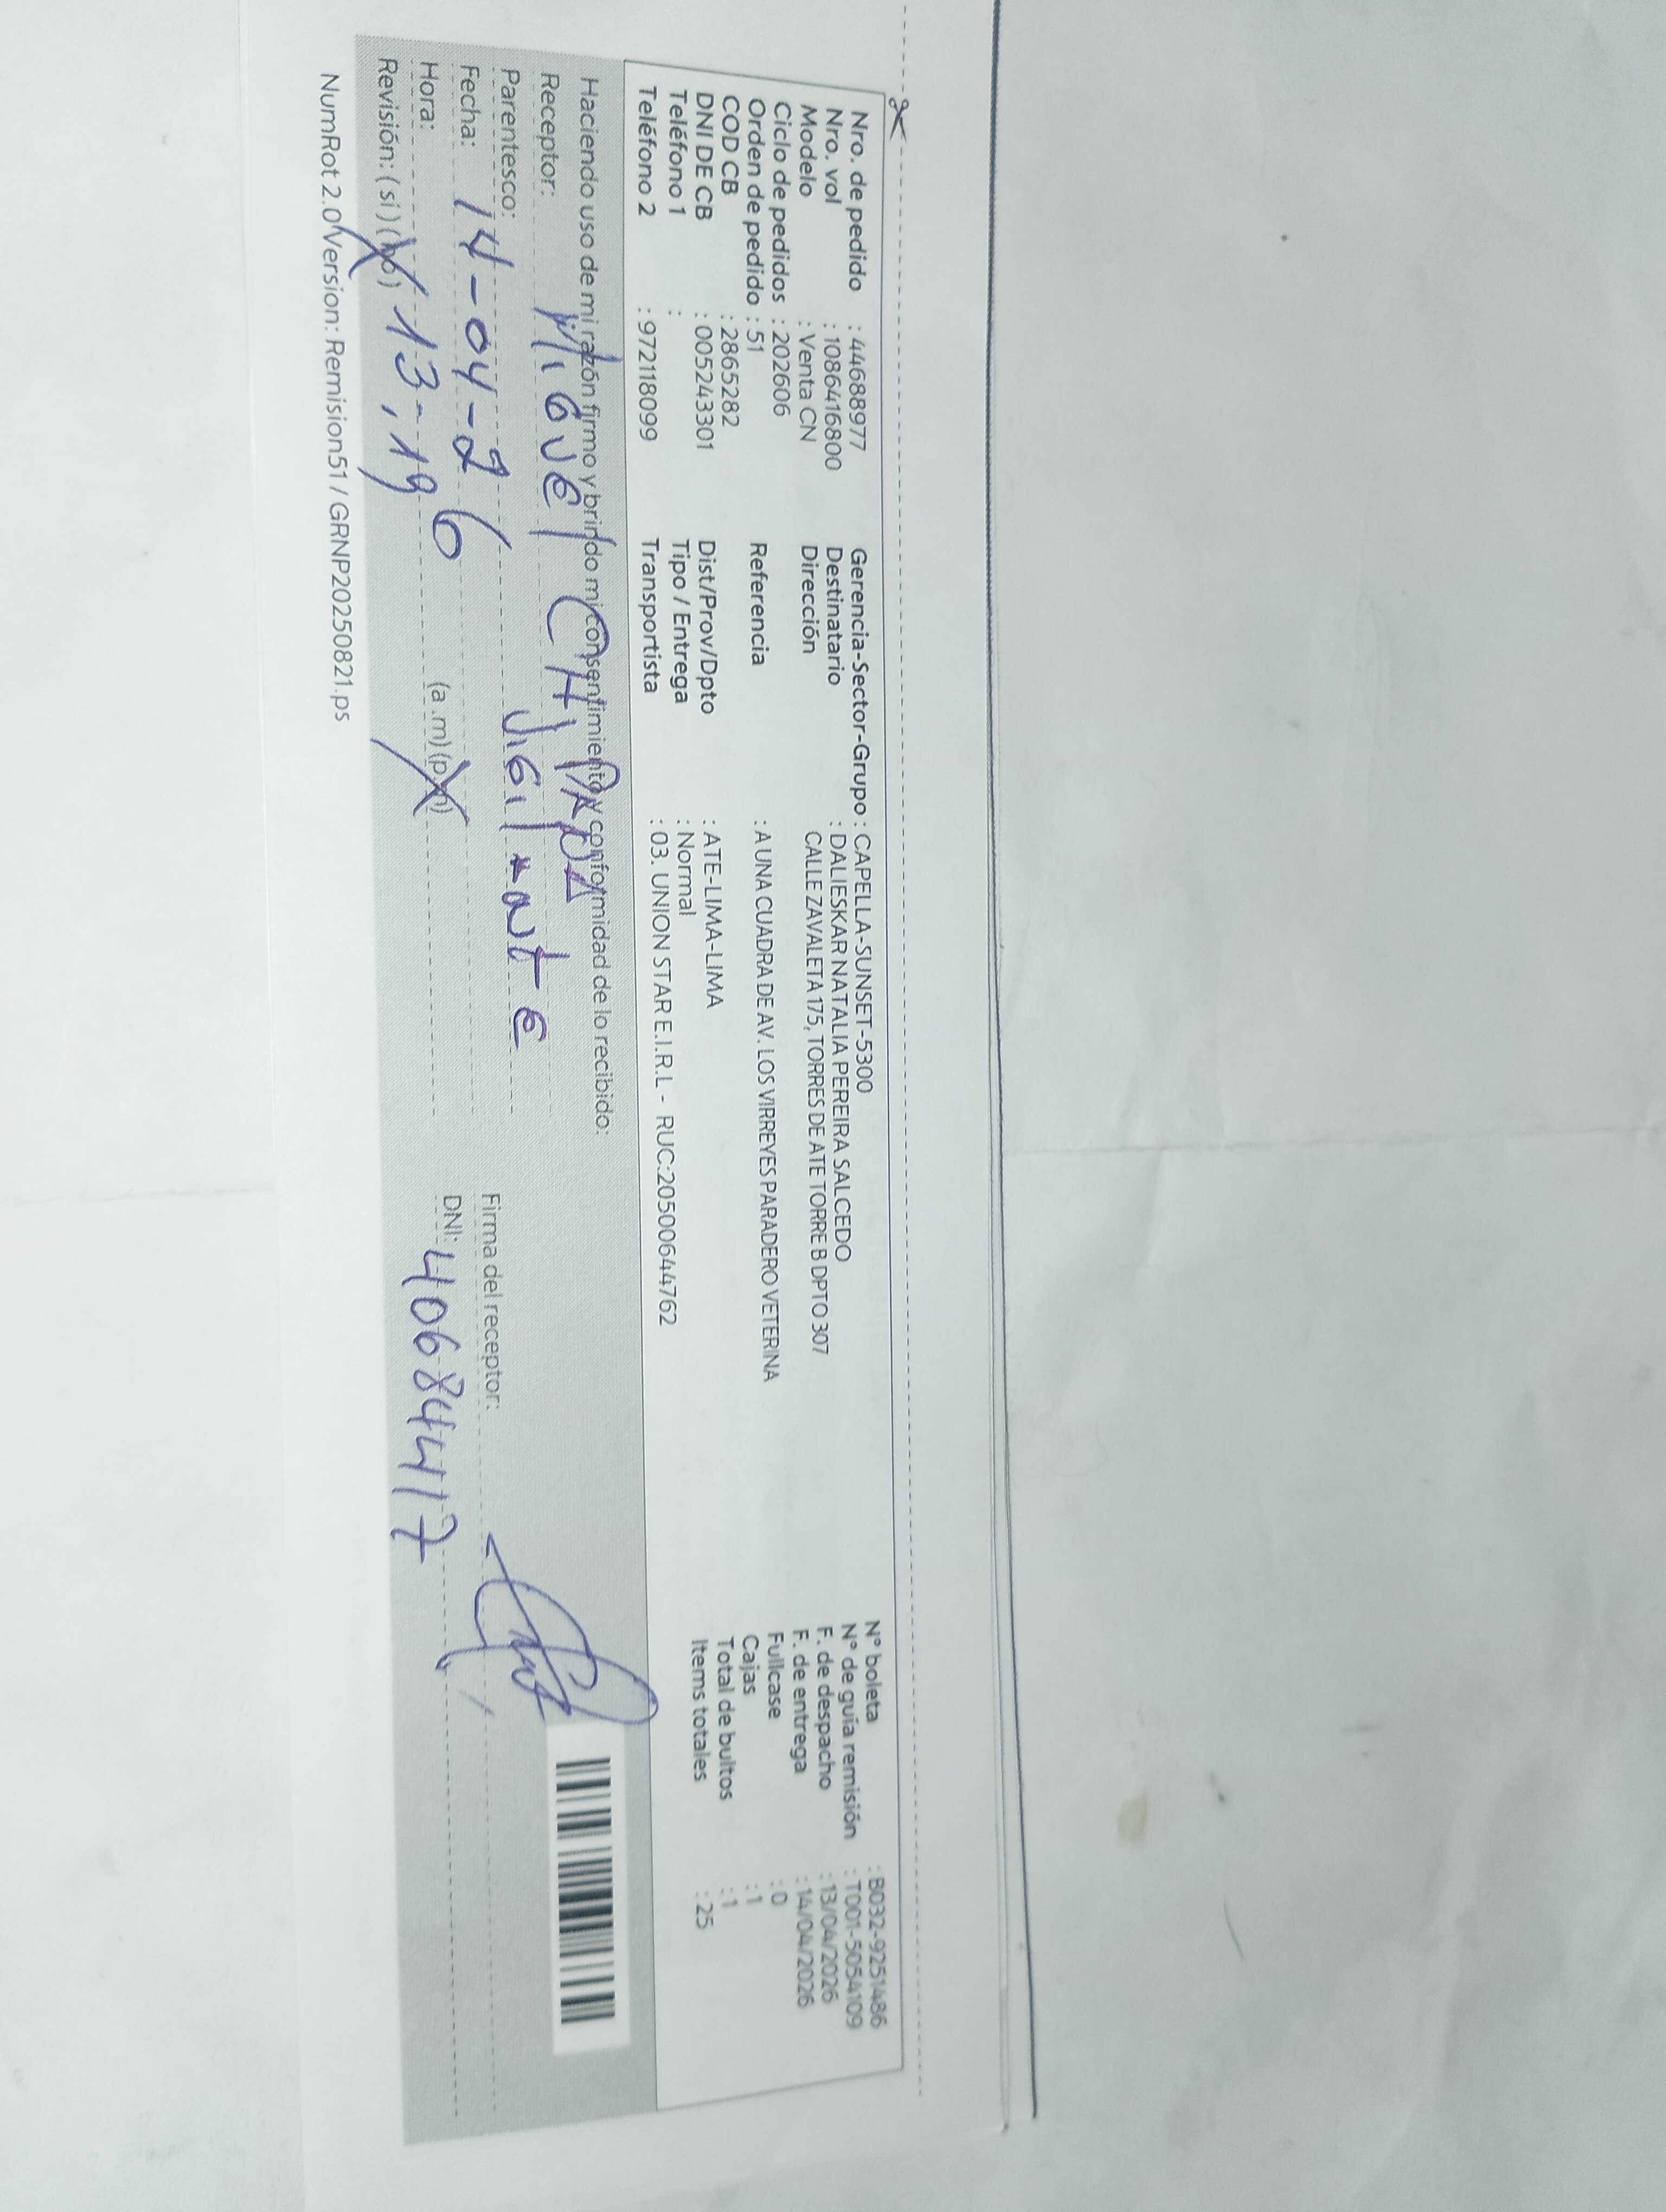 Nro. de pedido : 44688977
Nro. vol : 1086416800
Modelo : Venta CN
Ciclo de pedidos : 202606
Orden de pedido : 51
COD CB : 2865282
DNI DE CB : 005243301
Teléfono 1 :
Teléfono 2 : 972118099
Gerencia-Sector-Grupo : CAPELLA-SUNSET-5300
Destinatario : DALIESKAR NATALIA PEREIRA SALCEDO
Dirección CALLE ZAVALETA 175, TORRES DE ATE TORRE B DPTO 307
Referencia : A UNA CUADRA DE AV. LOS VIRREYES PARADERO VETERINA
Dist/Prov/Dpto : ATE-LIMA-LIMA
Tipo / Entrega : Normal
Transportista : 03. UNION STAR E.I.R.L - RUC:20500644762
N° boleta : B032-9251486
N° de guía remisión : T001-5054109
F. de despacho : 13/04/2026
F. de entrega : 14/04/2026
Fullcase : 0
Cajas : 1
Total de bultos : 1
Items totales : 25
Haciendo uso de mi razón firmo y brindo mi consentimiento y conformidad de lo recibido:
Receptor: Miguel
Parentesco: Vigilante
Fecha: 14-04-26
Hora: 13-19 (a .m) (p.m)
Revisión: ( si ) ( no )
Firma del receptor:
DNI: 40684417
NumRot 2.0 Version: Remision51 / GRNP20250821.ps